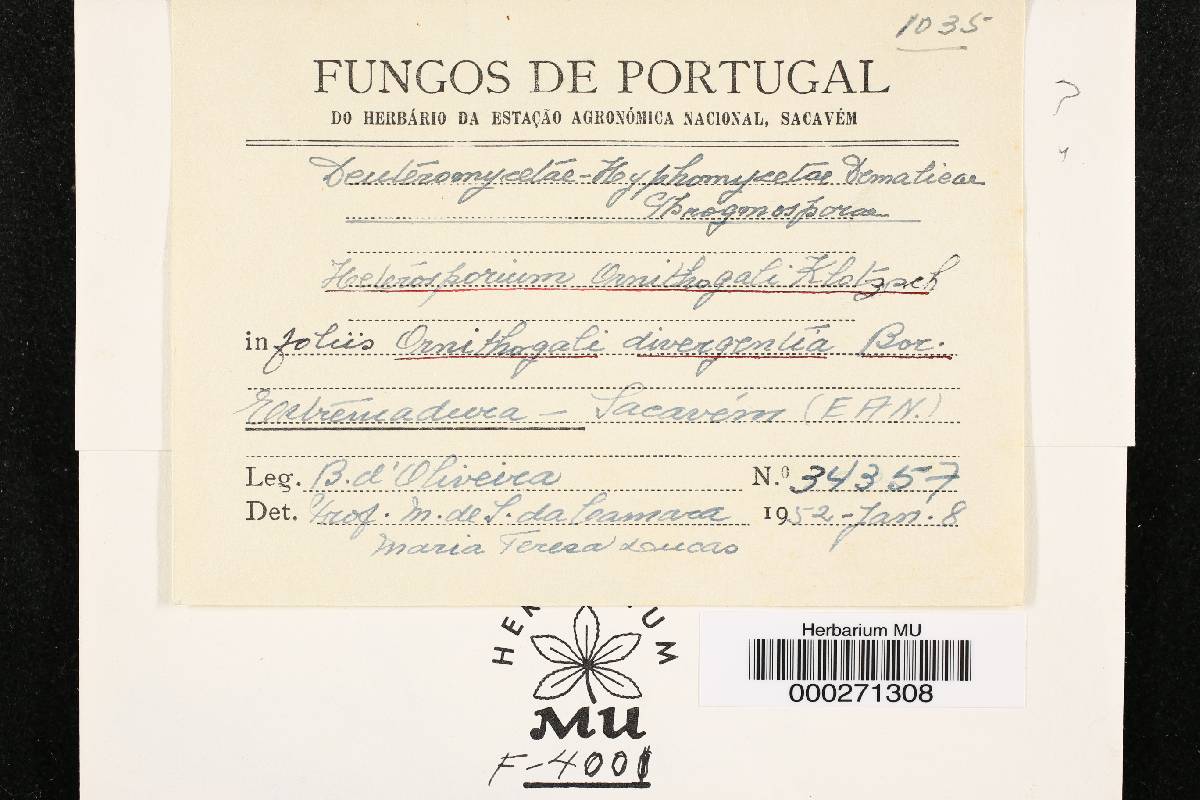 1035
FUNGOS DE PORTUGAL
DO HERBÁRIO DA ESTAÇÃO AGRONÓMICA NACIONAL, SACAVÉM
Deuteromycetae - Hyphomycetae Dematieae
Phragmosporae
Heterosporium Ornithogali Klotzsch
in foliis Ornithogali divergentia Bor.
Estremadura - Sacavém (E A N.)
Leg. B. d'Oliveira N.º 34357
Det. Prof. M. de S. da Camara 1952 - Jan. 8
Maria Teresa Lucas
HERBARIUM
MU
F-4001
Herbarium MU
000271308